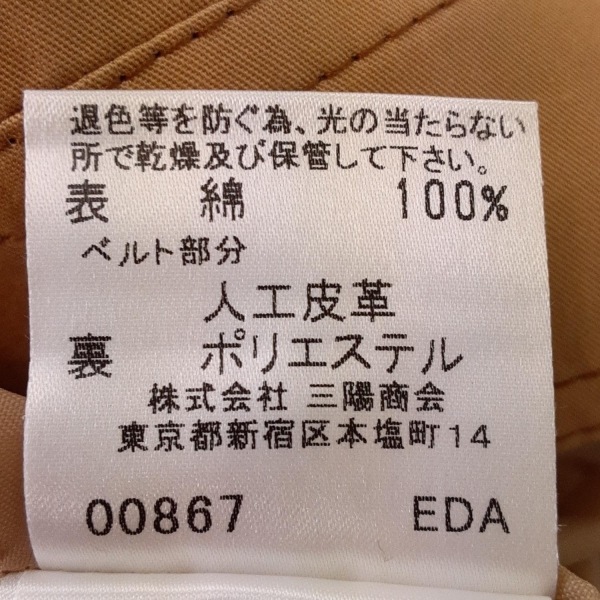 退色等を防ぐ為、光の当たらない
所で乾燥及び保管して下さい。
表 綿 100%
ベルト部分
人工皮革
裏 ポリエステル
株式会社 三陽商会
東京都新宿区本塩町14
00867 EDA